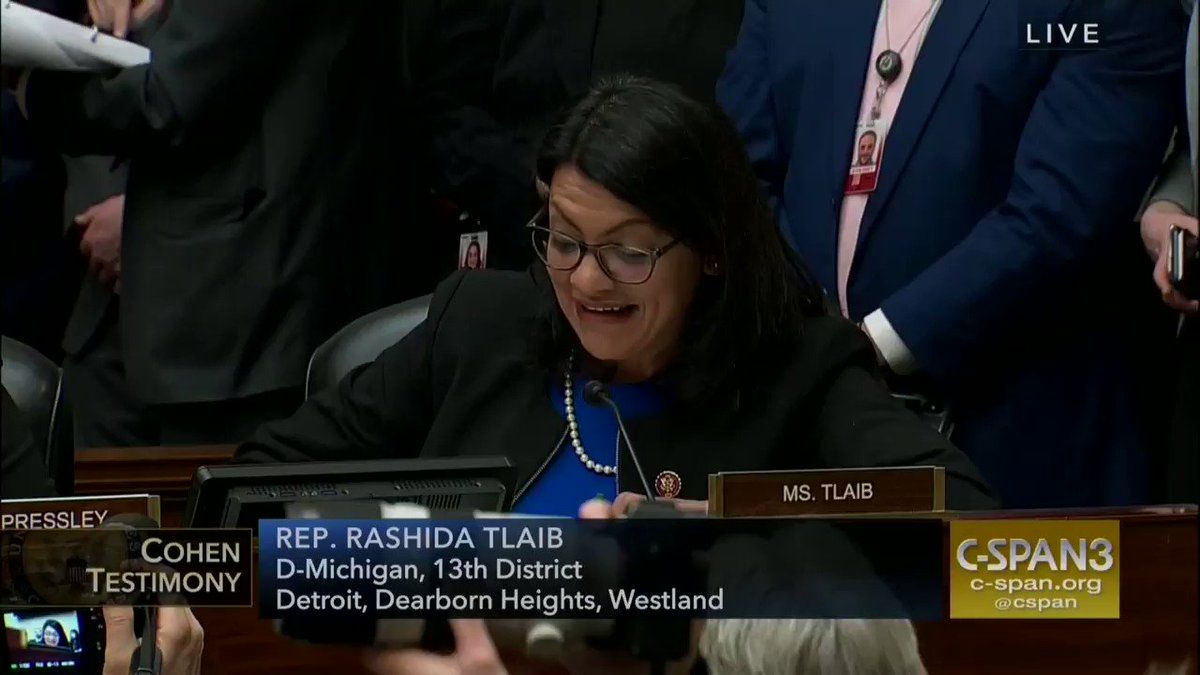 LIVE
MS. TLAIB
PRESSLEY
COHEN
TESTIMONY
REP. RASHIDA TLAIB
D-Michigan, 13th District
Detroit, Dearborn Heights, Westland
C-SPAN3
c-span.org
@cspan